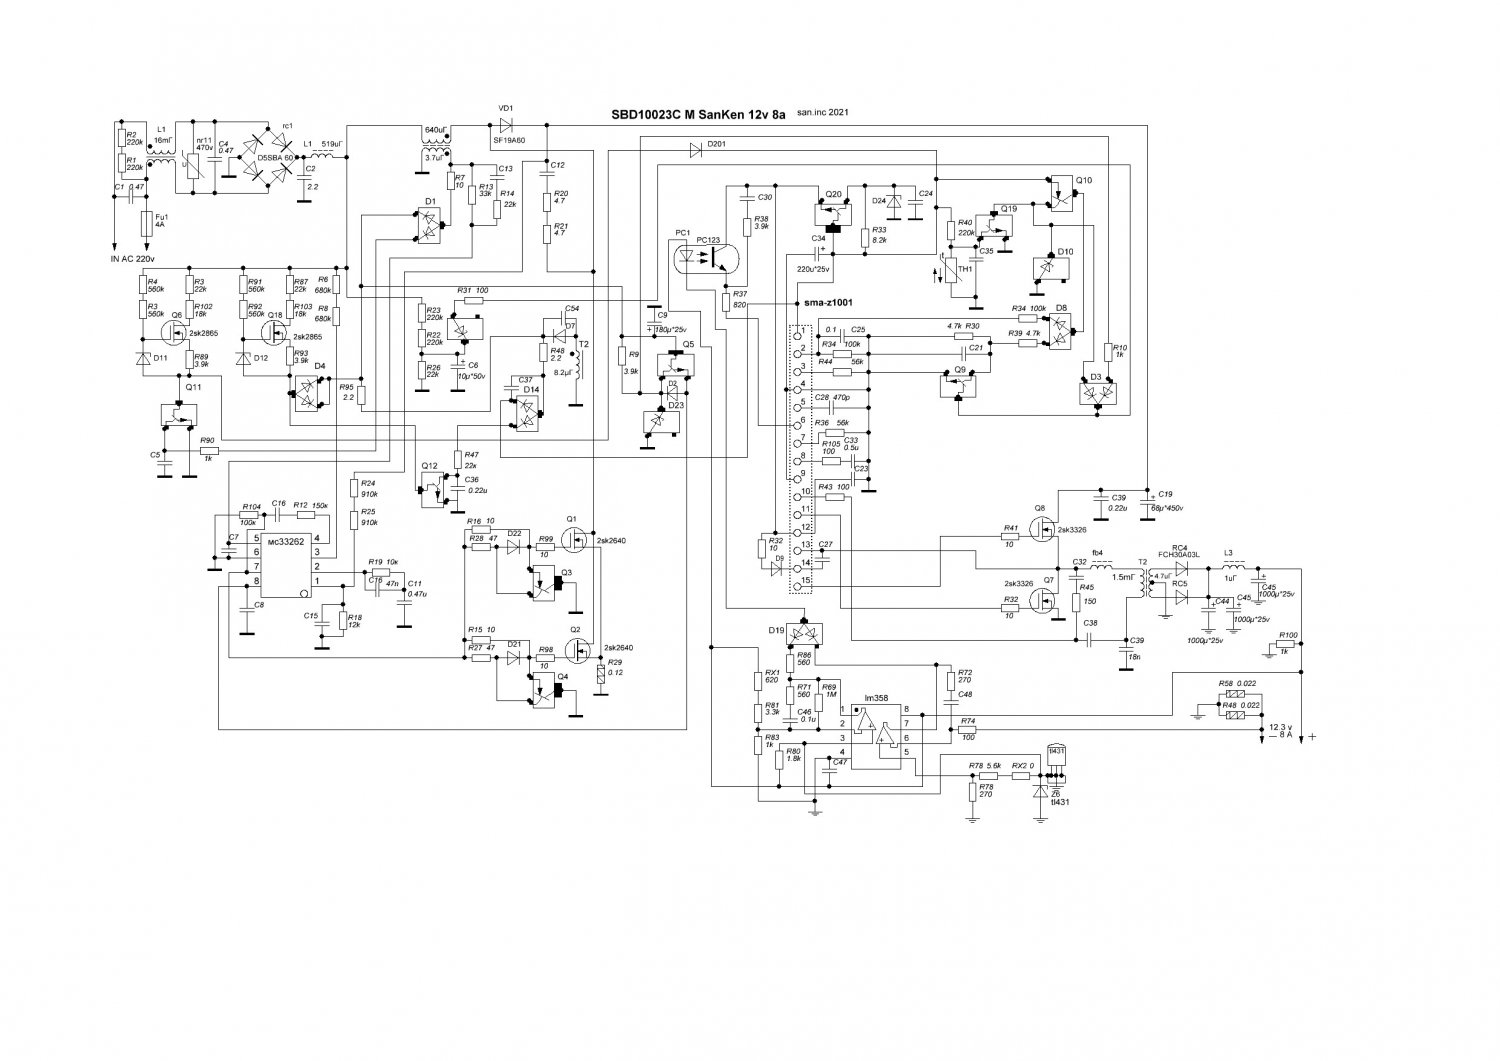 SBD10023C M SanKen 12v 8a san.inc 2021
L1
16mГ
R2
220k
R1
220k
C1 0.47
Fu1
4A
IN AC 220v
nr11
470v
U
C4
0.47
rc1
D5SBA 60
L1 519uГ
C2
2.2
640uГ
3.7uГ
VD1
SF19A60
R7
10
R13
33k
C13
R14
22k
C12
R20
4.7
R21
4.7
D1
D201
R4
560k
R3
560k
R3
22k
R102
18k
Q6
2sk2865
D11
R89
3.9k
Q11
C5
R90
1k
R91
560k
R92
560k
R87
22k
R103
18k
Q18
2sk2865
D12
R93
3.9k
D4
R6
680k
R8
680k
R95
2.2
R31 100
R23
220k
R22
220k
R26
22k
C6
10µ*50v
C54
D7
R48
2.2
T2
8.2µГ
C37
D14
R47
22к
Q12
C36
0.22u
C9
180µ*25v
R9
3.9k
Q5
D2
D23
PC1
PC123
C30
R38
3.9k
R37
820
Q20
C34
220u*25v
R33
8.2k
D24
C24
R40
220k
TH1
Q19
C35
Q10
D10
D8
R34 100k
R39 4.7k
4.7k R30
C21
Q9
R10
1k
D3
sma-z1001
1
2
3
4
5
6
7
8
9
10
11
12
13
14
15
0.1 C25
R34 100k
R44 56k
C28 470p
R36 56k
R105
100
C33
0.5u
C23
R43 100
R32
10
D9
C27
R24
910k
R25
910k
R104
100к
C16
R12 150к
C7
мс33262
5
6
7
8
4
3
2
1
R19 10к
C16
47n
C11
0.47u
C8
C15
R18
12k
R16 10
R28 47
D22
R99
10
Q1
2sk2640
Q3
R15 10
R27 47
D21
R98
10
Q2
2sk2640
Q4
R29
0.12
R41
10
Q8
2sk3326
C39
0.22u
C19
68µ*450v
R32
10
Q7
2sk3326
C32
R45
150
C38
C39
18n
fb4
1.5mГ
T2
4.7uГ
RC4
FCH30A03L
RC5
L3
1uГ
C44
1000µ*25v
C45
1000µ*25v
C45
1000µ*25v
R100
1k
R58 0.022
R48 0.022
12.3 v
8 A
− +
D19
R86
560
R71
560
R69
1M
C46
0.1u
RX1
620
R81
3.3k
R83
1k
R80
1.8k
C47
lm358
1
2
3
4
8
7
6
5
R72
270
C48
R74
100
R78 5.6k RX2 0
R78
270
tl431
Z6
tl431